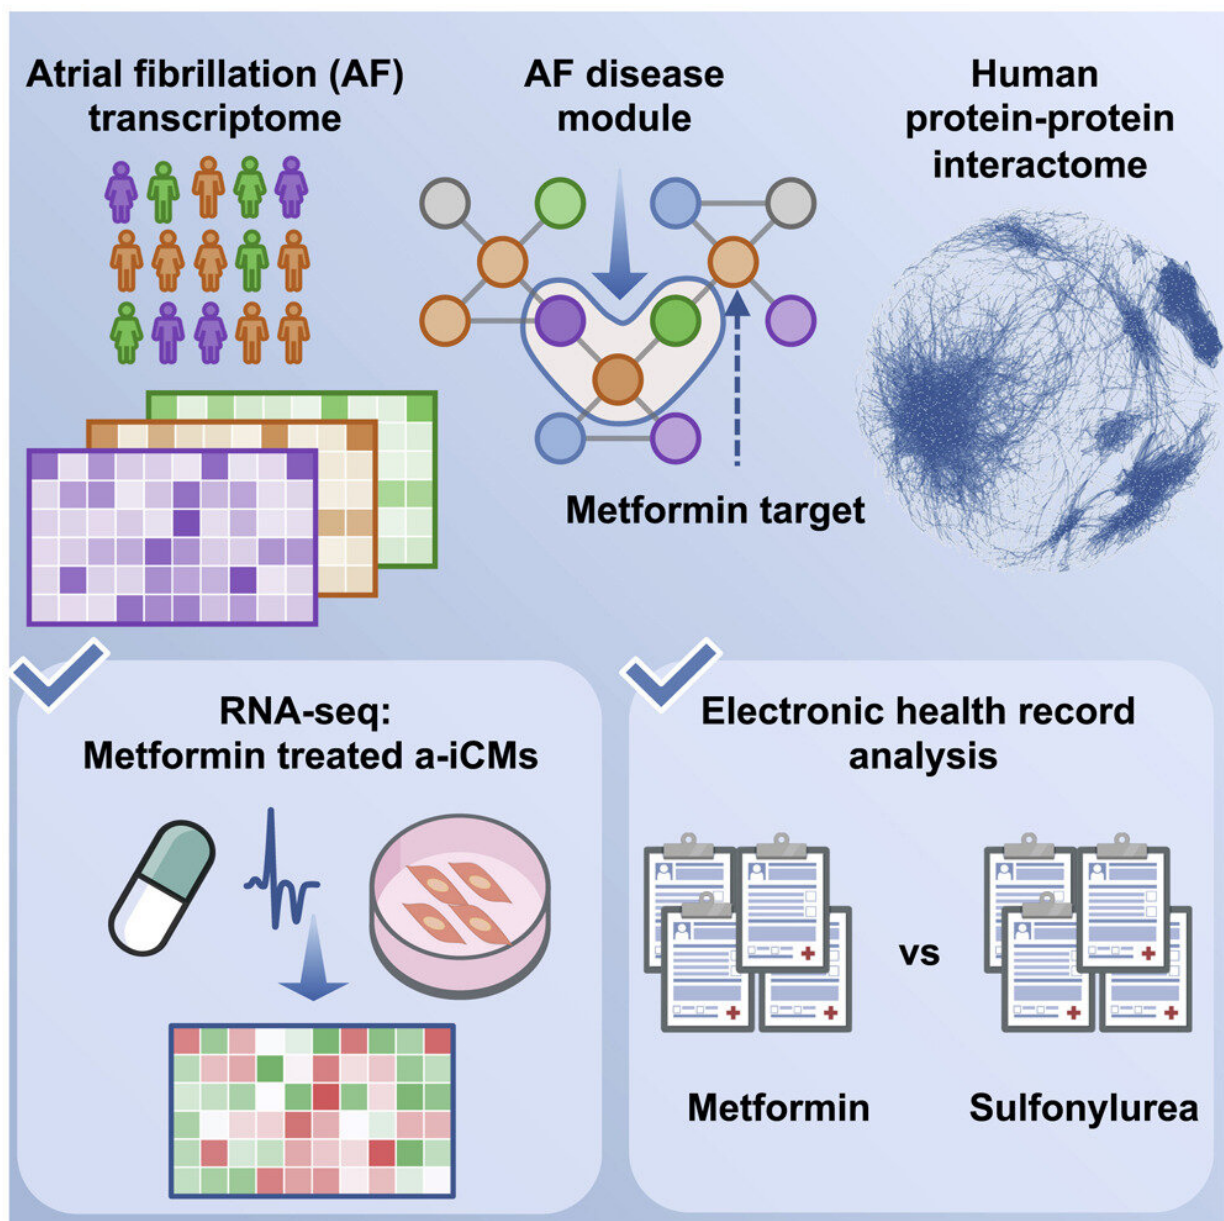 Atrial fibrillation (AF)
transcriptome
AF disease
module
Human
protein-protein
interactome
Metformin target
RNA-seq:
Metformin treated a-iCMs
Electronic health record
analysis
vs
Metformin
Sulfonylurea